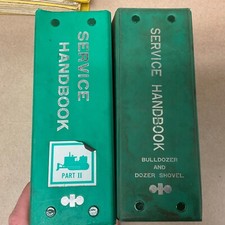 SERVICE
HANDBOOK
PART II
SERVICE HANDBOOK
BULLDOZER
AND
DOZER SHOVEL